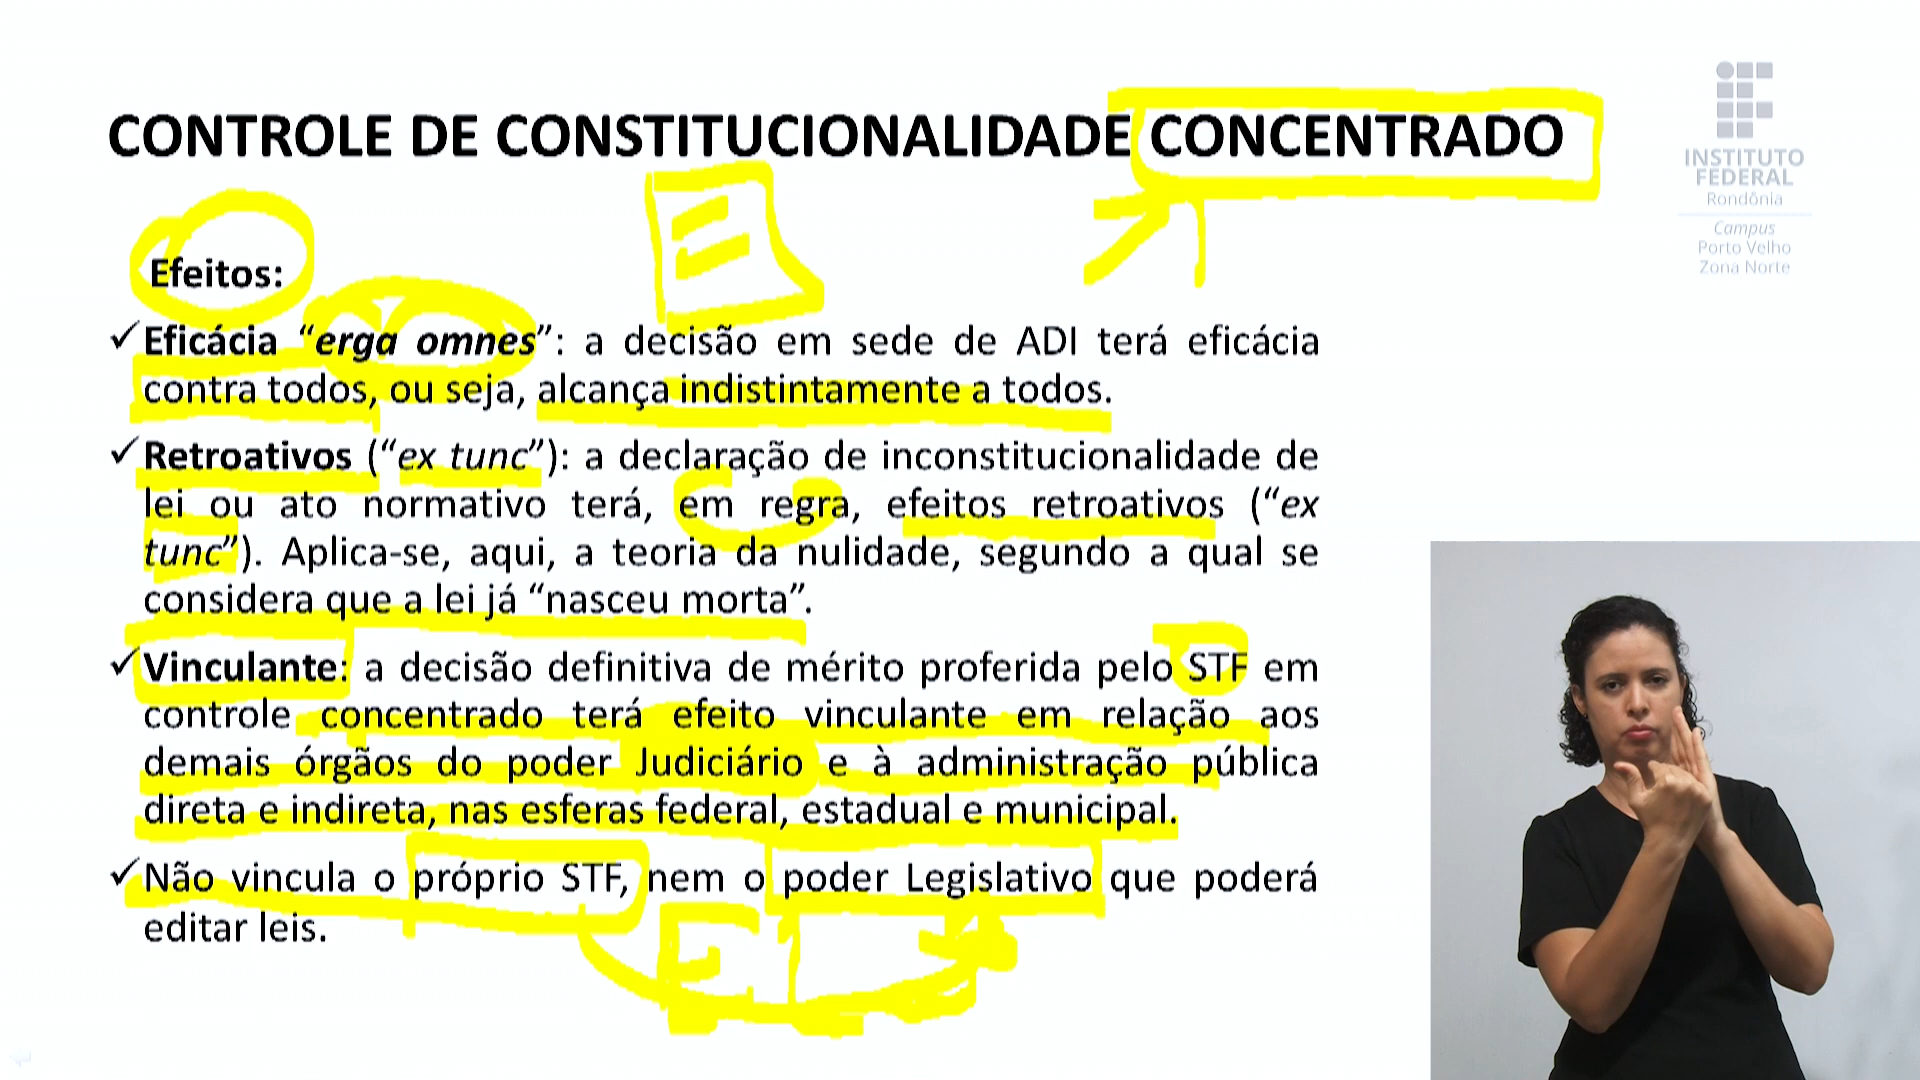 CONTROLE DE CONSTITUCIONALIDADE CONCENTRADO
INSTITUTO
FEDERAL
Rondônia
Campus
Porto Velho
Zona Norte
Efeitos:
✓ Eficácia “erga omnes”: a decisão em sede de ADI terá eficácia
contra todos, ou seja, alcança indistintamente a todos.
✓ Retroativos (“ex tunc”): a declaração de inconstitucionalidade de
lei ou ato normativo terá, em regra, efeitos retroativos (“ex
tunc”). Aplica-se, aqui, a teoria da nulidade, segundo a qual se
considera que a lei já “nasceu morta”.
✓ Vinculante: a decisão definitiva de mérito proferida pelo STF em
controle concentrado terá efeito vinculante em relação aos
demais órgãos do poder Judiciário e à administração pública
direta e indireta, nas esferas federal, estadual e municipal.
✓ Não vincula o próprio STF, nem o poder Legislativo que poderá
editar leis.